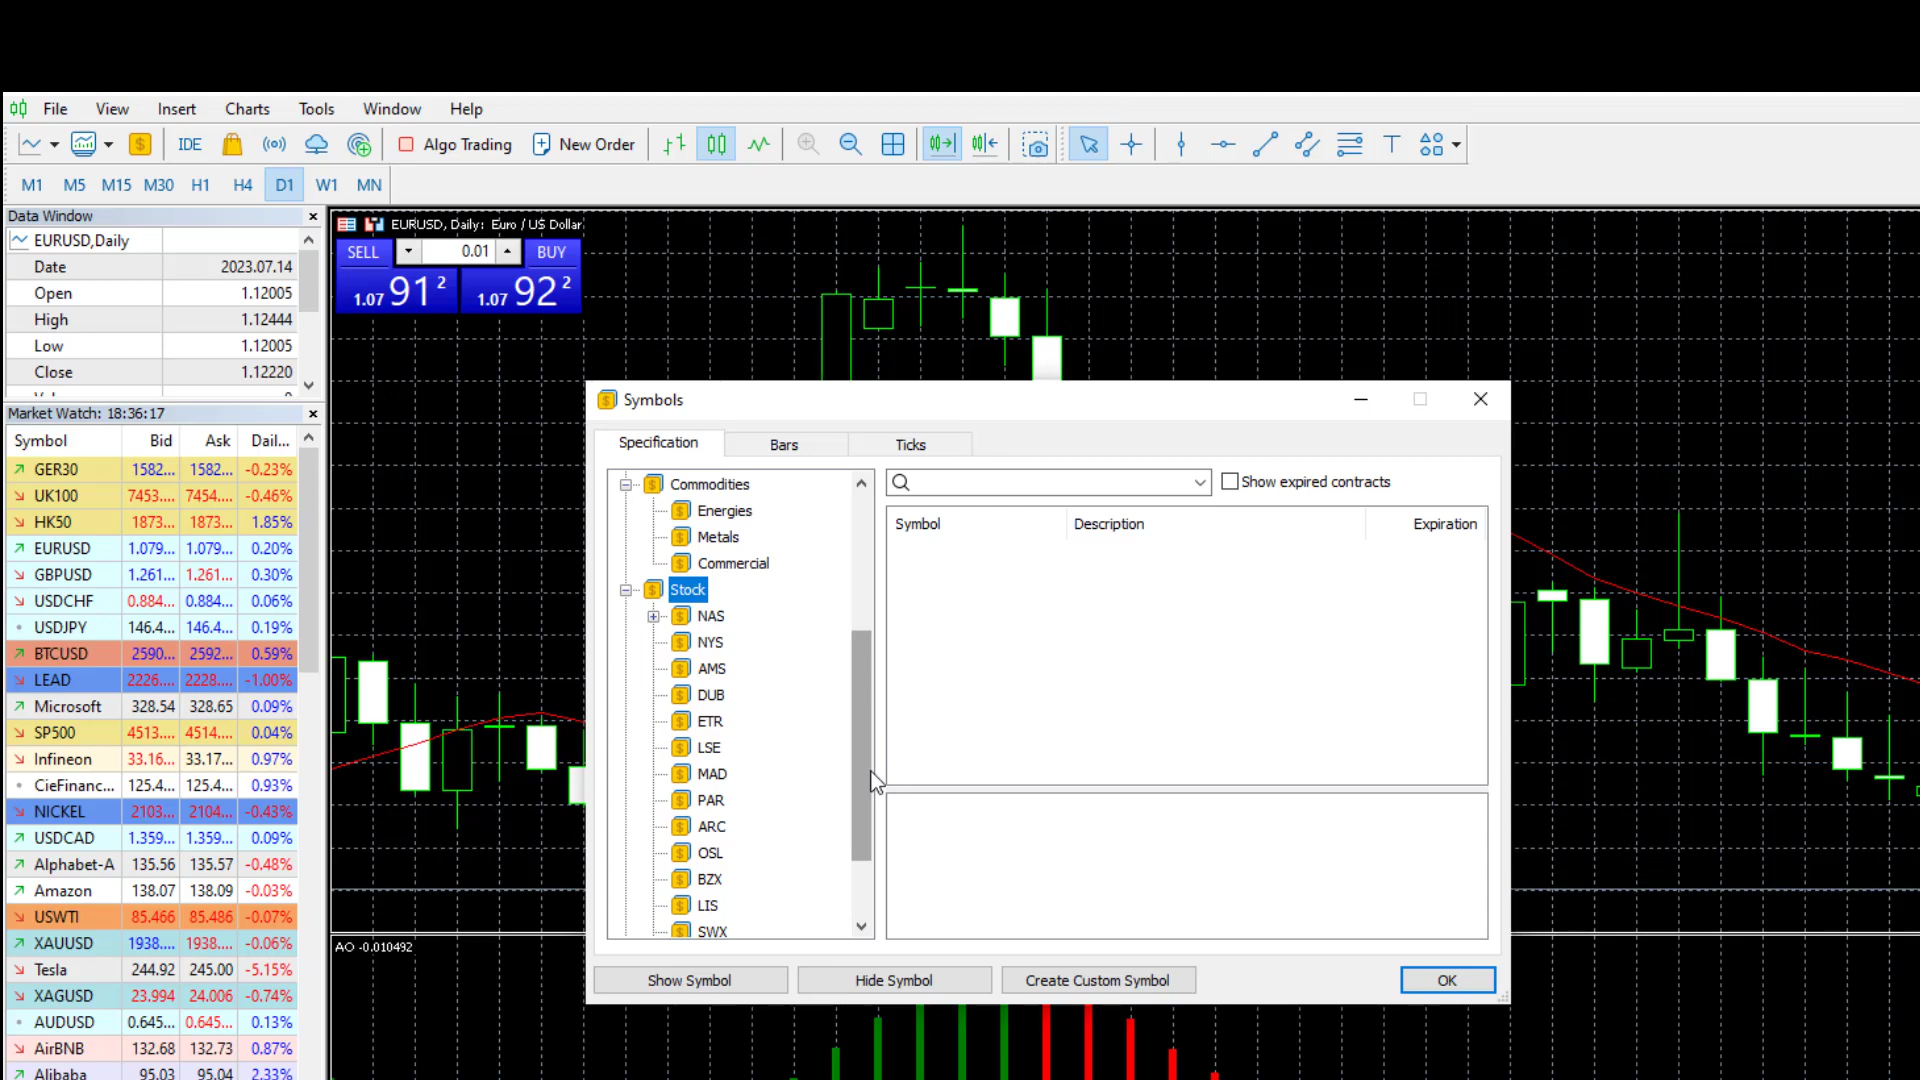 File View Insert Charts Tools Window Help
IDE Algo Trading New Order
M1 M5 M15 M30 H1 H4 D1 W1 MN
Data Window
EURUSD,Daily
Date 2023.07.14
Open 1.12005
High 1.12444
Low 1.12005
Close 1.12220
Market Watch: 18:36:17
Symbol Bid Ask Dail...
GER30 1582... 1582... -0.23%
UK100 7453.... 7454.... -0.46%
HK50 1873... 1873... 1.85%
EURUSD 1.079... 1.079... 0.20%
GBPUSD 1.261... 1.261... 0.30%
USDCHF 0.884... 0.884... 0.06%
USDJPY 146.4... 146.4... 0.19%
BTCUSD 2590... 2592... 0.59%
LEAD 2226.... 2228.... -1.00%
Microsoft 328.54 328.65 0.09%
SP500 4513.... 4514.... 0.04%
Infineon 33.16... 33.17... 0.97%
CieFinanc... 125.4... 125.4... 0.93%
NICKEL 2103... 2104... -0.43%
USDCAD 1.359... 1.359... 0.09%
Alphabet-A 135.56 135.57 -0.48%
Amazon 138.07 138.09 -0.03%
USWTI 85.466 85.486 -0.07%
XAUUSD 1938.... 1938.... -0.06%
Tesla 244.92 245.00 -5.15%
XAGUSD 23.994 24.006 -0.74%
AUDUSD 0.645... 0.645... 0.13%
AirBNB 132.68 132.73 0.87%
Alibaba 95.03 95.04 2.33%
EURUSD, Daily: Euro / US Dollar
SELL 0.01 BUY
1.07 91 2 1.07 92 2
AO -0.010492
Symbols
Specification Bars Ticks
Commodities
Energies
Metals
Commercial
Stock
NAS
NYS
AMS
DUB
ETR
LSE
MAD
PAR
ARC
OSL
BZX
LIS
SWX
Show expired contracts
Symbol Description Expiration
Show Symbol Hide Symbol Create Custom Symbol OK